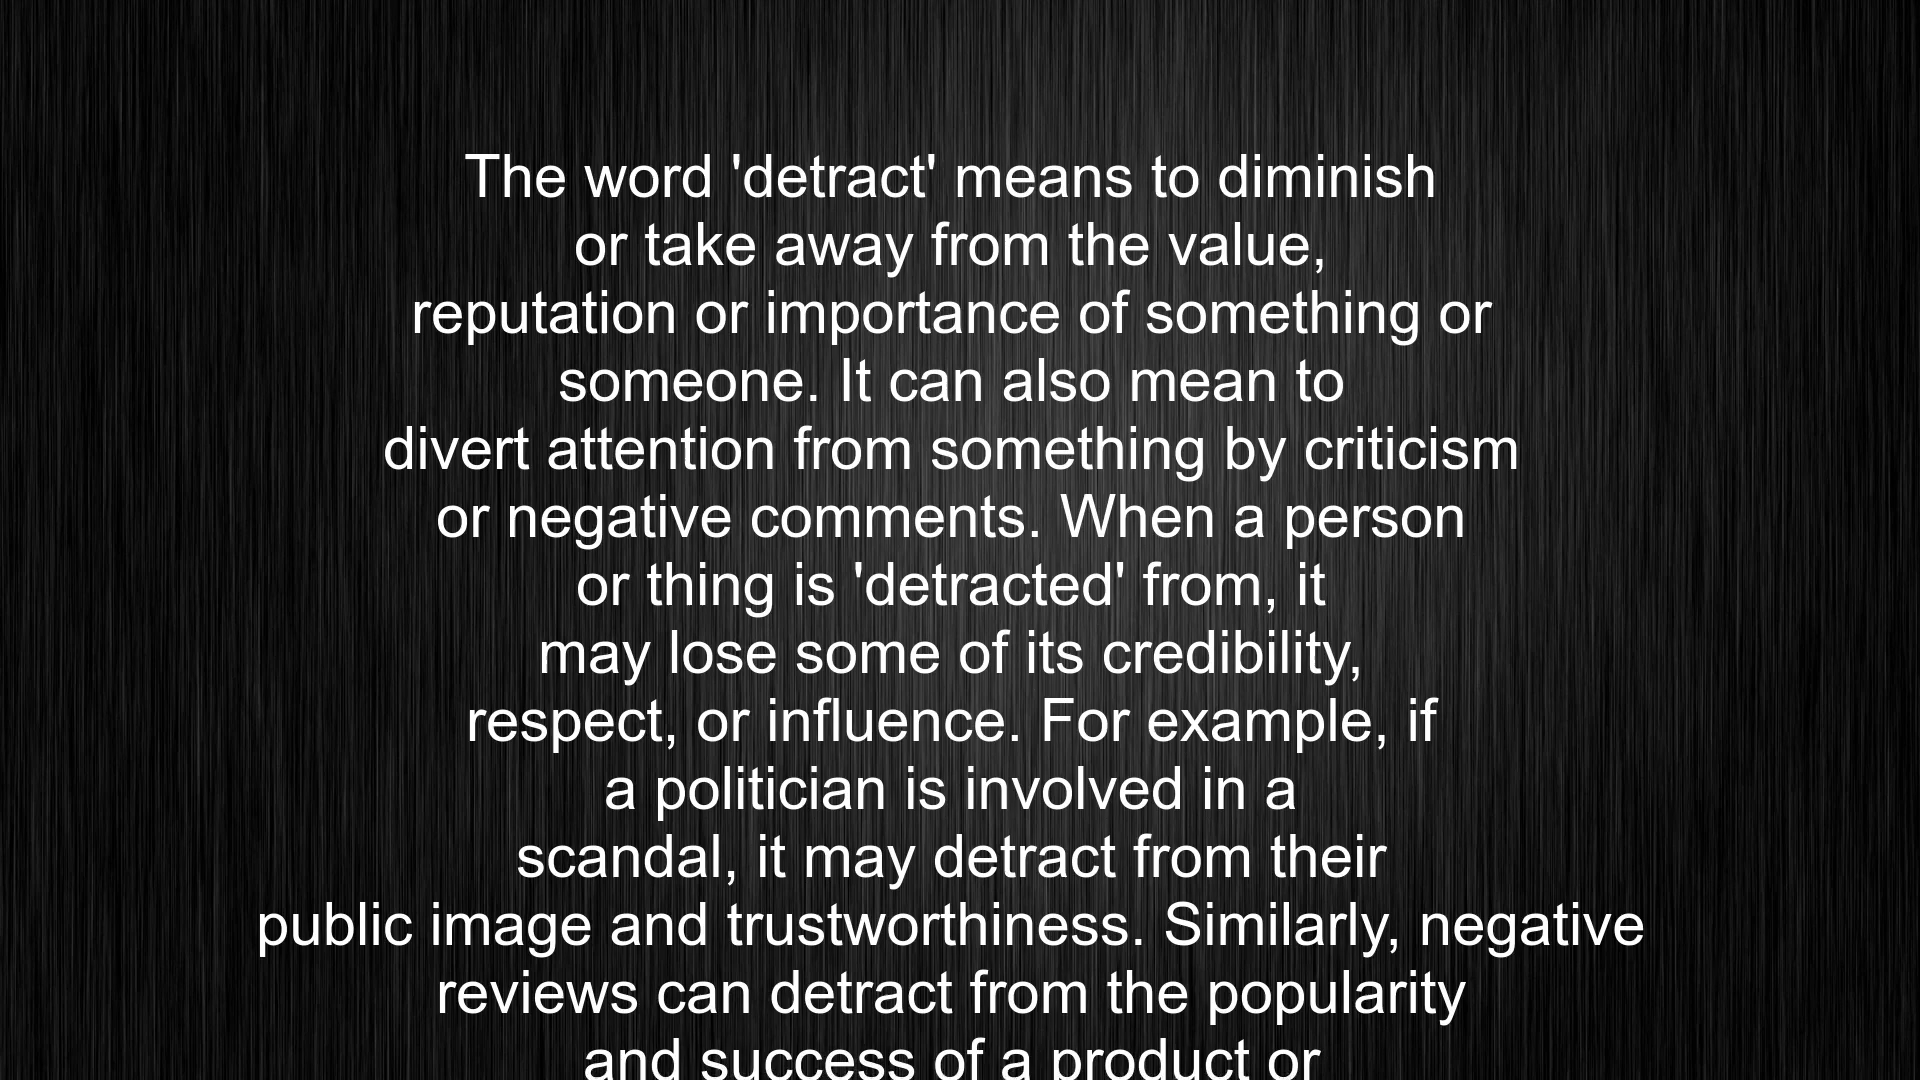 The word 'detract' means to diminish
or take away from the value,
reputation or importance of something or
someone. It can also mean to
divert attention from something by criticism
or negative comments. When a person
or thing is 'detracted' from, it
may lose some of its credibility,
respect, or influence. For example, if
a politician is involved in a
scandal, it may detract from their
public image and trustworthiness. Similarly, negative
reviews can detract from the popularity
and success of a product or